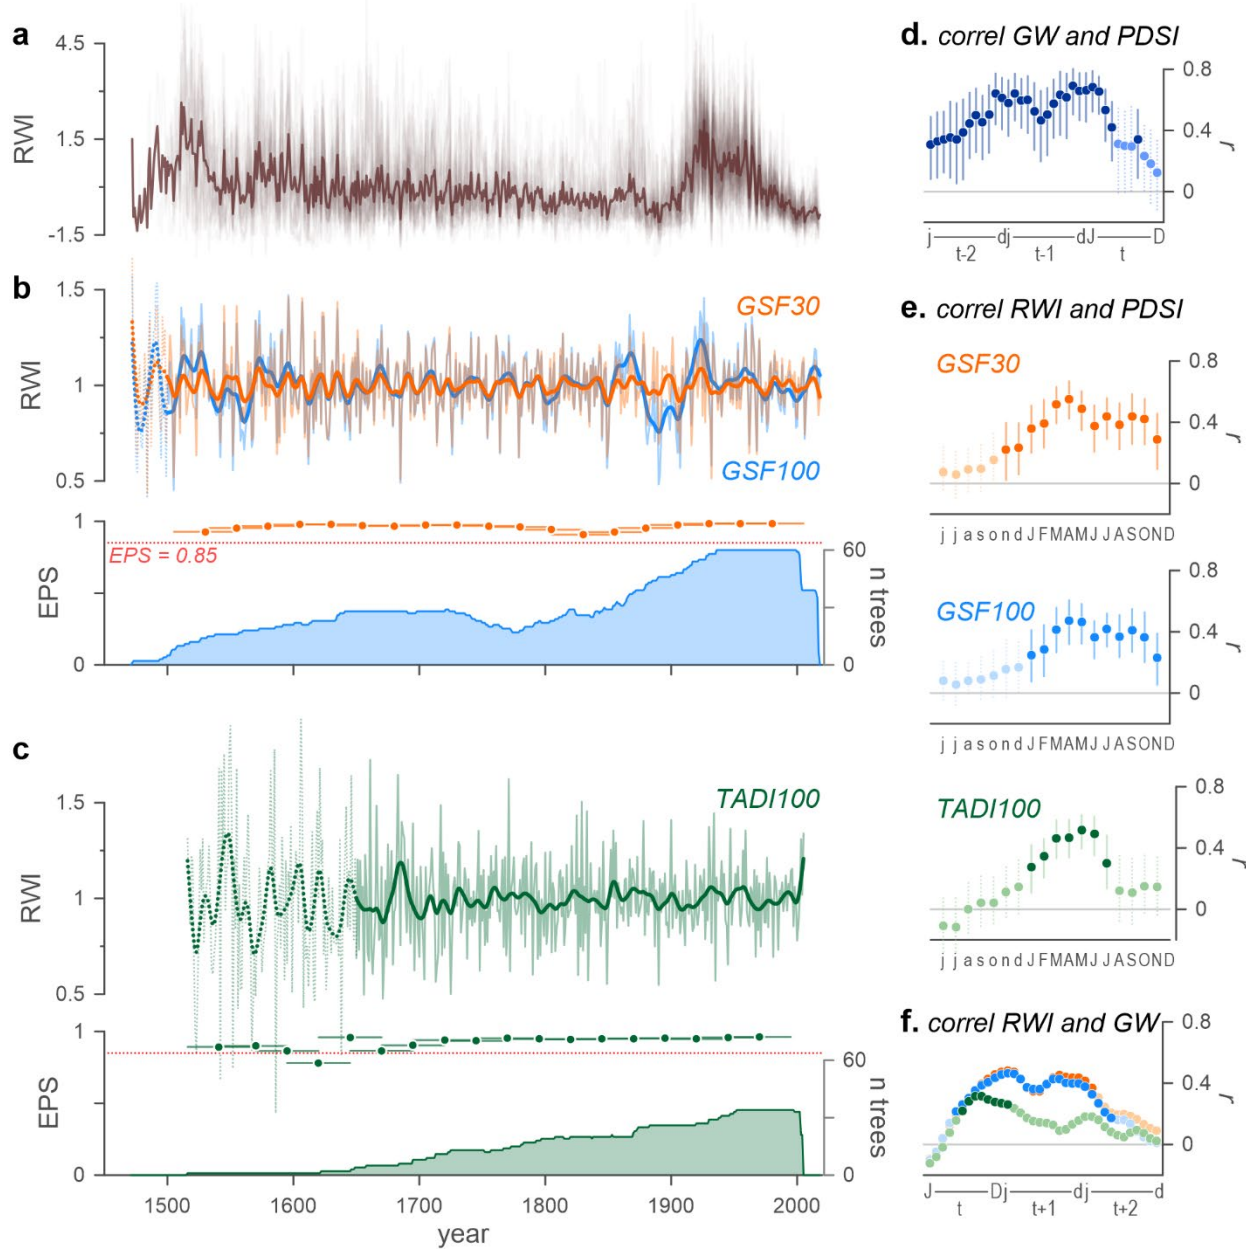 a
4.5
1.5
-1.5
RWI
b
1.5
1
0.5
RWI
GSF30
GSF100
1
0
EPS
EPS = 0.85
60
0
n trees
c
1.5
1
0.5
RWI
TADI100
1
0
EPS
60
0
n trees
1500 1600 1700 1800 1900 2000
year
d. correl GW and PDSI
0.8
0.4
0
r
j dj dJ D
t-2 t-1 t
e. correl RWI and PDSI
GSF30
0.8
0.4
0
r
j j a s o n d J F M A M J J A S O N D
GSF100
0.8
0.4
0
r
j j a s o n d J F M A M J J A S O N D
TADI100
0.8
0.4
0
r
j j a s o n d J F M A M J J A S O N D
f. correl RWI and GW
0.8
0.4
0
r
J Dj dj d
t t+1 t+2